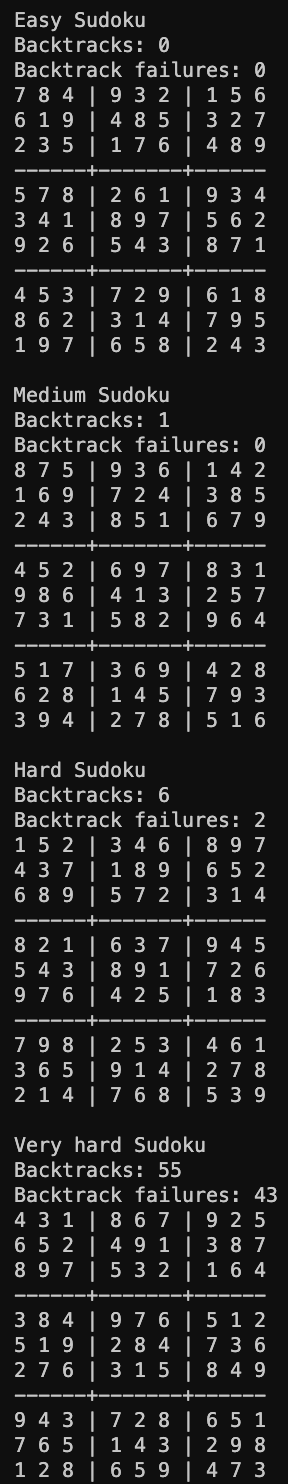 Easy Sudoku
Backtracks: 0
Backtrack failures: 0
7 8 4 | 9 3 2 | 1 5 6
6 1 9 | 4 8 5 | 3 2 7
2 3 5 | 1 7 6 | 4 8 9
------+-------+------
5 7 8 | 2 6 1 | 9 3 4
3 4 1 | 8 9 7 | 5 6 2
9 2 6 | 5 4 3 | 8 7 1
------+-------+------
4 5 3 | 7 2 9 | 6 1 8
8 6 2 | 3 1 4 | 7 9 5
1 9 7 | 6 5 8 | 2 4 3
Medium Sudoku
Backtracks: 1
Backtrack failures: 0
8 7 5 | 9 3 6 | 1 4 2
1 6 9 | 7 2 4 | 3 8 5
2 4 3 | 8 5 1 | 6 7 9
------+-------+------
4 5 2 | 6 9 7 | 8 3 1
9 8 6 | 4 1 3 | 2 5 7
7 3 1 | 5 8 2 | 9 6 4
------+-------+------
5 1 7 | 3 6 9 | 4 2 8
6 2 8 | 1 4 5 | 7 9 3
3 9 4 | 2 7 8 | 5 1 6
Hard Sudoku
Backtracks: 6
Backtrack failures: 2
1 5 2 | 3 4 6 | 8 9 7
4 3 7 | 1 8 9 | 6 5 2
6 8 9 | 5 7 2 | 3 1 4
------+-------+------
8 2 1 | 6 3 7 | 9 4 5
5 4 3 | 8 9 1 | 7 2 6
9 7 6 | 4 2 5 | 1 8 3
------+-------+------
7 9 8 | 2 5 3 | 4 6 1
3 6 5 | 9 1 4 | 2 7 8
2 1 4 | 7 6 8 | 5 3 9
Very hard Sudoku
Backtracks: 55
Backtrack failures: 43
4 3 1 | 8 6 7 | 9 2 5
6 5 2 | 4 9 1 | 3 8 7
8 9 7 | 5 3 2 | 1 6 4
------+-------+------
3 8 4 | 9 7 6 | 5 1 2
5 1 9 | 2 8 4 | 7 3 6
2 7 6 | 3 1 5 | 8 4 9
------+-------+------
9 4 3 | 7 2 8 | 6 5 1
7 6 5 | 1 4 3 | 2 9 8
1 2 8 | 6 5 9 | 4 7 3